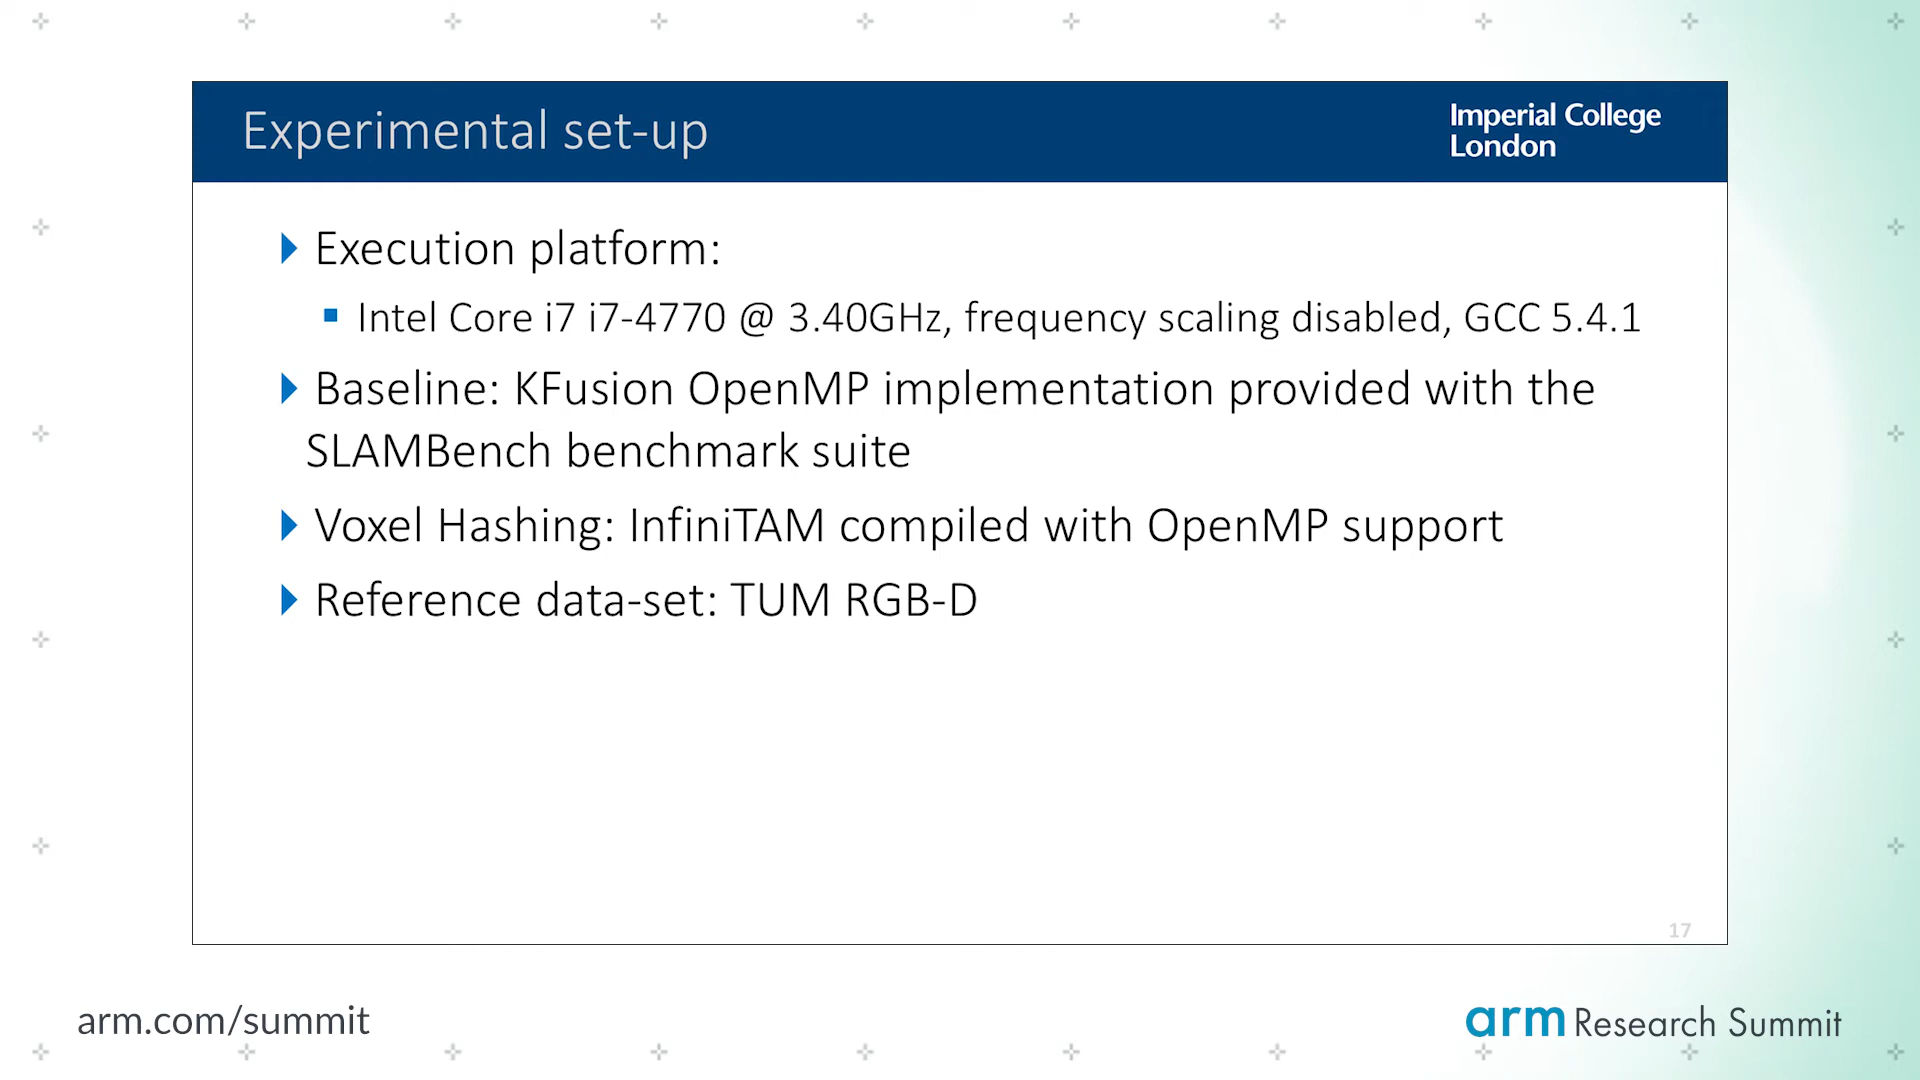 Experimental set-up
Imperial College
London
Execution platform:
Intel Core i7 i7-4770 @ 3.40GHz, frequency scaling disabled, GCC 5.4.1
Baseline: KFusion OpenMP implementation provided with the
SLAMBench benchmark suite
Voxel Hashing: InfiniTAM compiled with OpenMP support
Reference data-set: TUM RGB-D
17
arm.com/summit
arm Research Summit